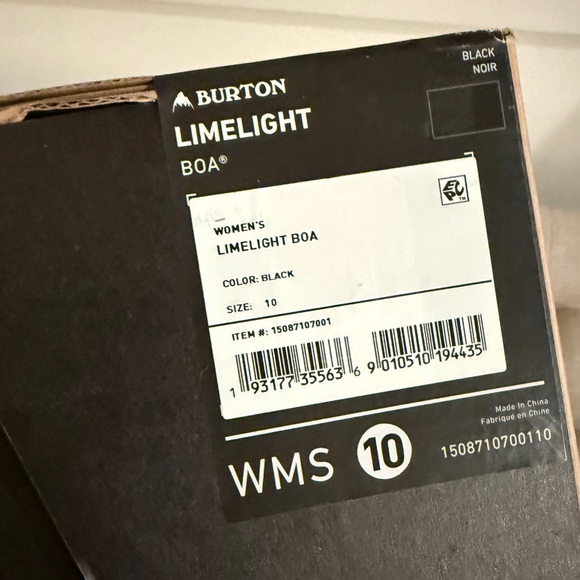 BLACK
NOIR
BURTON
LIMELIGHT
BOA®
EPC™
WOMEN'S
LIMELIGHT BOA
COLOR: BLACK
SIZE: 10
ITEM #: 15087107001
1 93177 35563 6
9 010510 194435
Made In China
Fabriqué en Chine
WMS 10
1508710700110